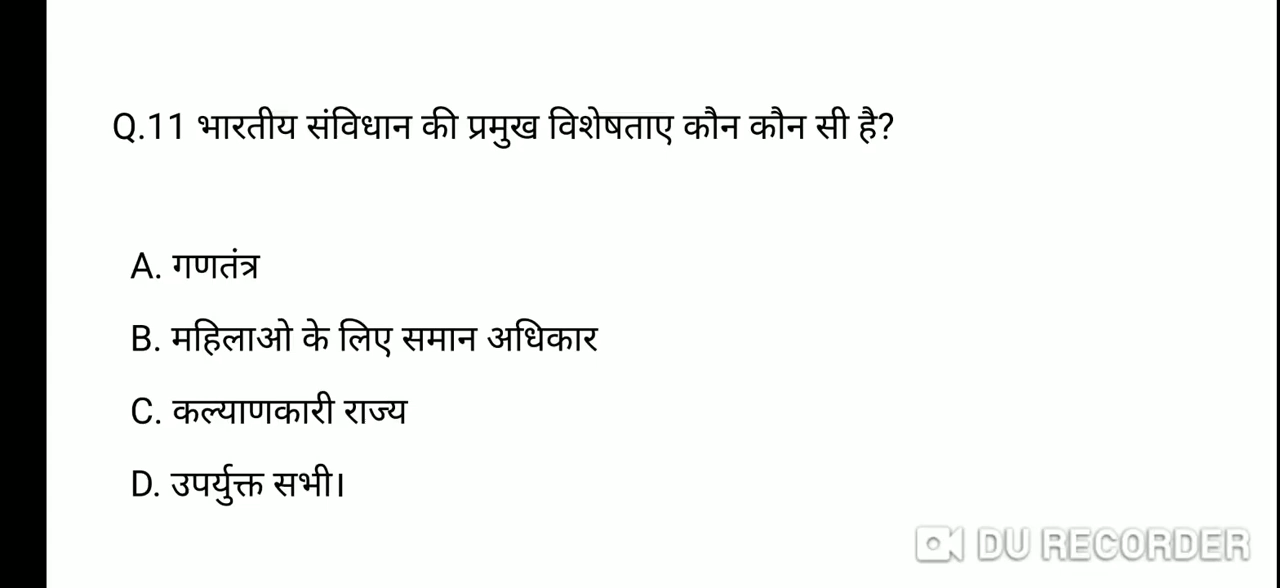 Q.11 भारतीय संविधान की प्रमुख विशेषताए कौन कौन सी है?
A. गणतंत्र
B. महिलाओ के लिए समान अधिकार
C. कल्याणकारी राज्य
D. उपर्युक्त सभी।
DU RECORDER